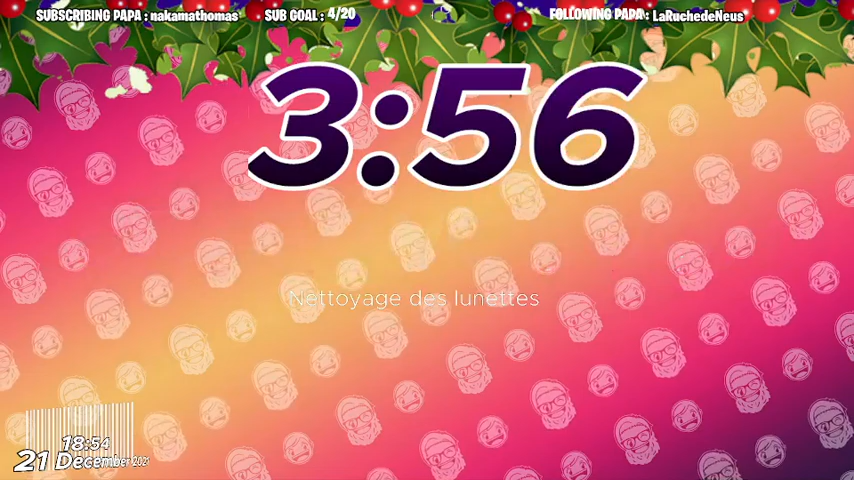 SUBSCRIBING PAPA : nakamathomas SUB GOAL : 4/20 FOLLOWING PAPA : LaRuchedeNeus
3:56
Nettoyage des lunettes
18:54
21 December 2021